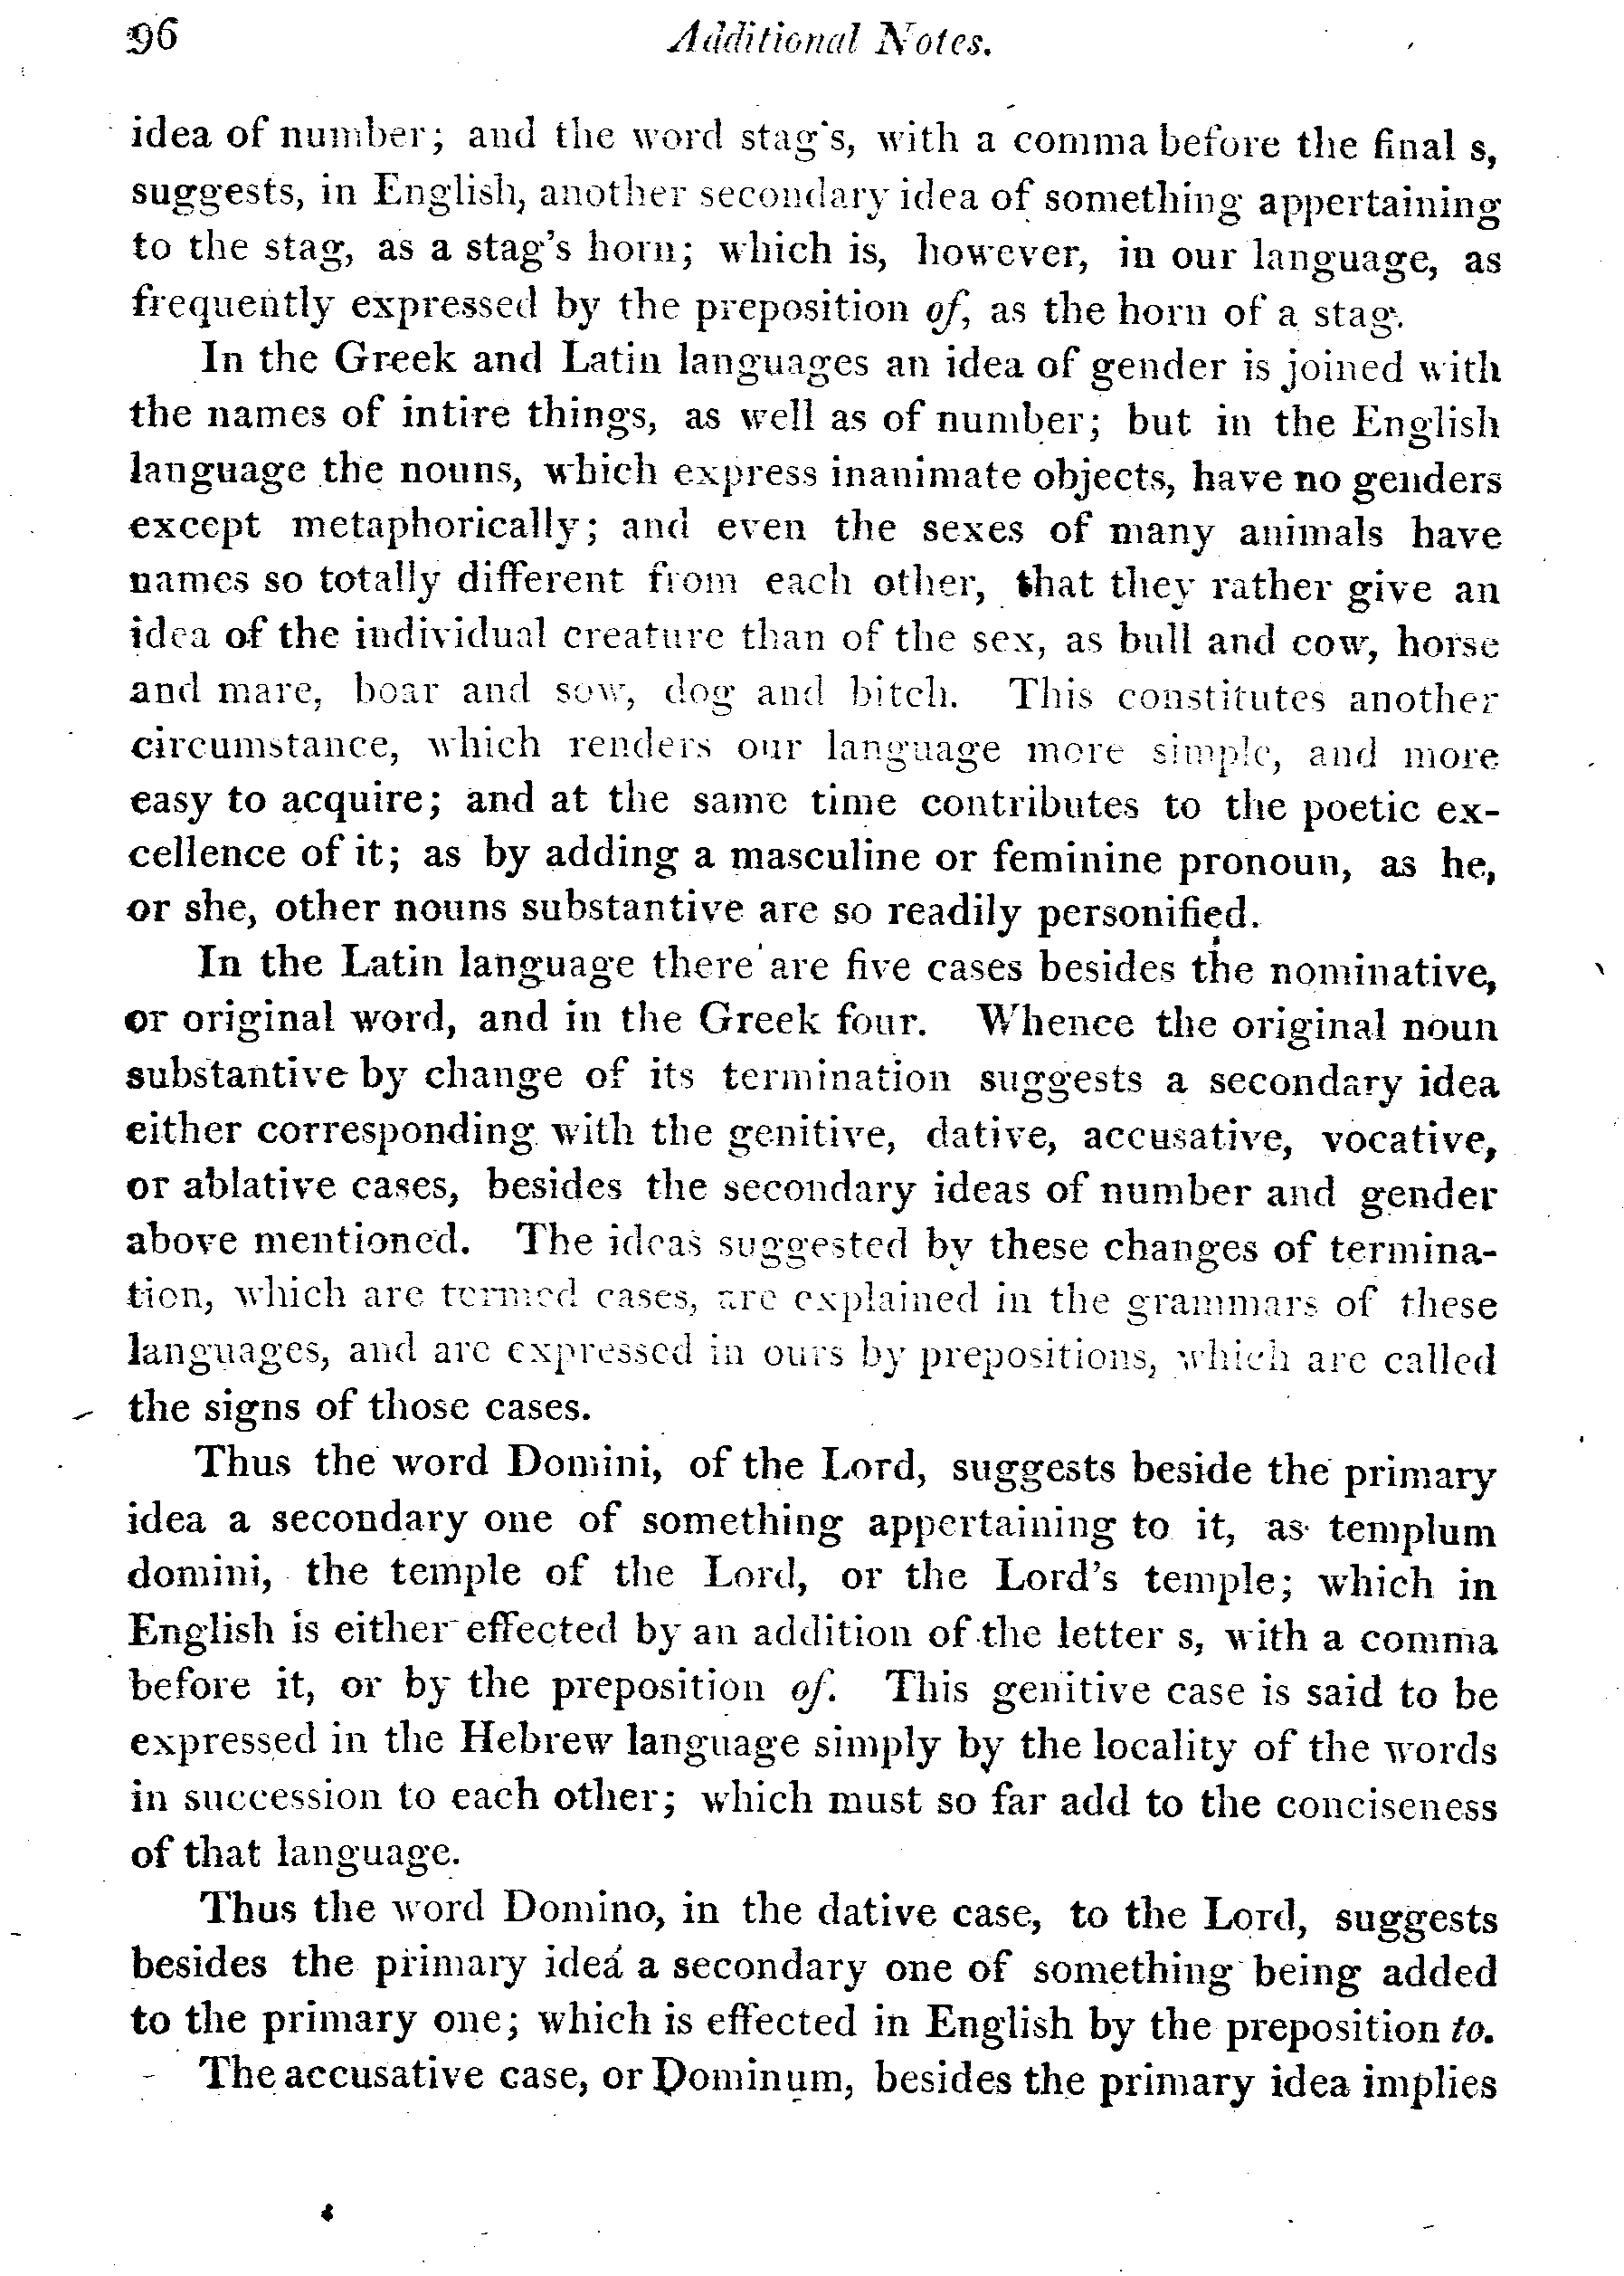 96 Additional Notes.
idea of number; and the word stag's, with a comma before the final s,
suggests, in English, another secondary idea of something appertaining
to the stag, as a stag's horn; which is, however, in our language, as
frequently expressed by the preposition of, as the horn of a stag.
In the Greek and Latin languages an idea of gender is joined with
the names of intire things, as well as of number; but in the English
language the nouns, which express inanimate objects, have no genders
except metaphorically; and even the sexes of many animals have
names so totally different from each other, that they rather give an
idea of the individual creature than of the sex, as bull and cow, horse
and mare, boar and sow, dog and bitch. This constitutes another
circumstance, which renders our language more simple, and more
easy to acquire; and at the same time contributes to the poetic ex-
cellence of it; as by adding a masculine or feminine pronoun, as he,
or she, other nouns substantive are so readily personified.
In the Latin language there are five cases besides the nominative,
or original word, and in the Greek four. Whence the original noun
substantive by change of its termination suggests a secondary idea
either corresponding with the genitive, dative, accusative, vocative,
or ablative cases, besides the secondary ideas of number and gender
above mentioned. The ideas suggested by these changes of termina-
tion, which are termed cases, are explained in the grammars of these
languages, and are expressed in ours by prepositions, which are called
the signs of those cases.
Thus the word Domini, of the Lord, suggests beside the primary
idea a secondary one of something appertaining to it, as templum
domini, the temple of the Lord, or the Lord's temple; which in
English is either effected by an addition of the letter s, with a comma
before it, or by the preposition of. This genitive case is said to be
expressed in the Hebrew language simply by the locality of the words
in succession to each other; which must so far add to the conciseness
of that language.
Thus the word Domino, in the dative case, to the Lord, suggests
besides the primary idea a secondary one of something being added
to the primary one; which is effected in English by the preposition to.
The accusative case, or Dominum, besides the primary idea implies